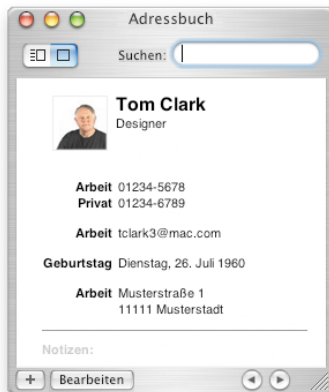 Adressbuch
Suchen:
Tom Clark
Designer
Arbeit 01234-5678
Privat 01234-6789
Arbeit tclark3@mac.com
Geburtstag Dienstag, 26. Juli 1960
Arbeit Musterstraße 1
11111 Musterstadt
Notizen:
+ Bearbeiten